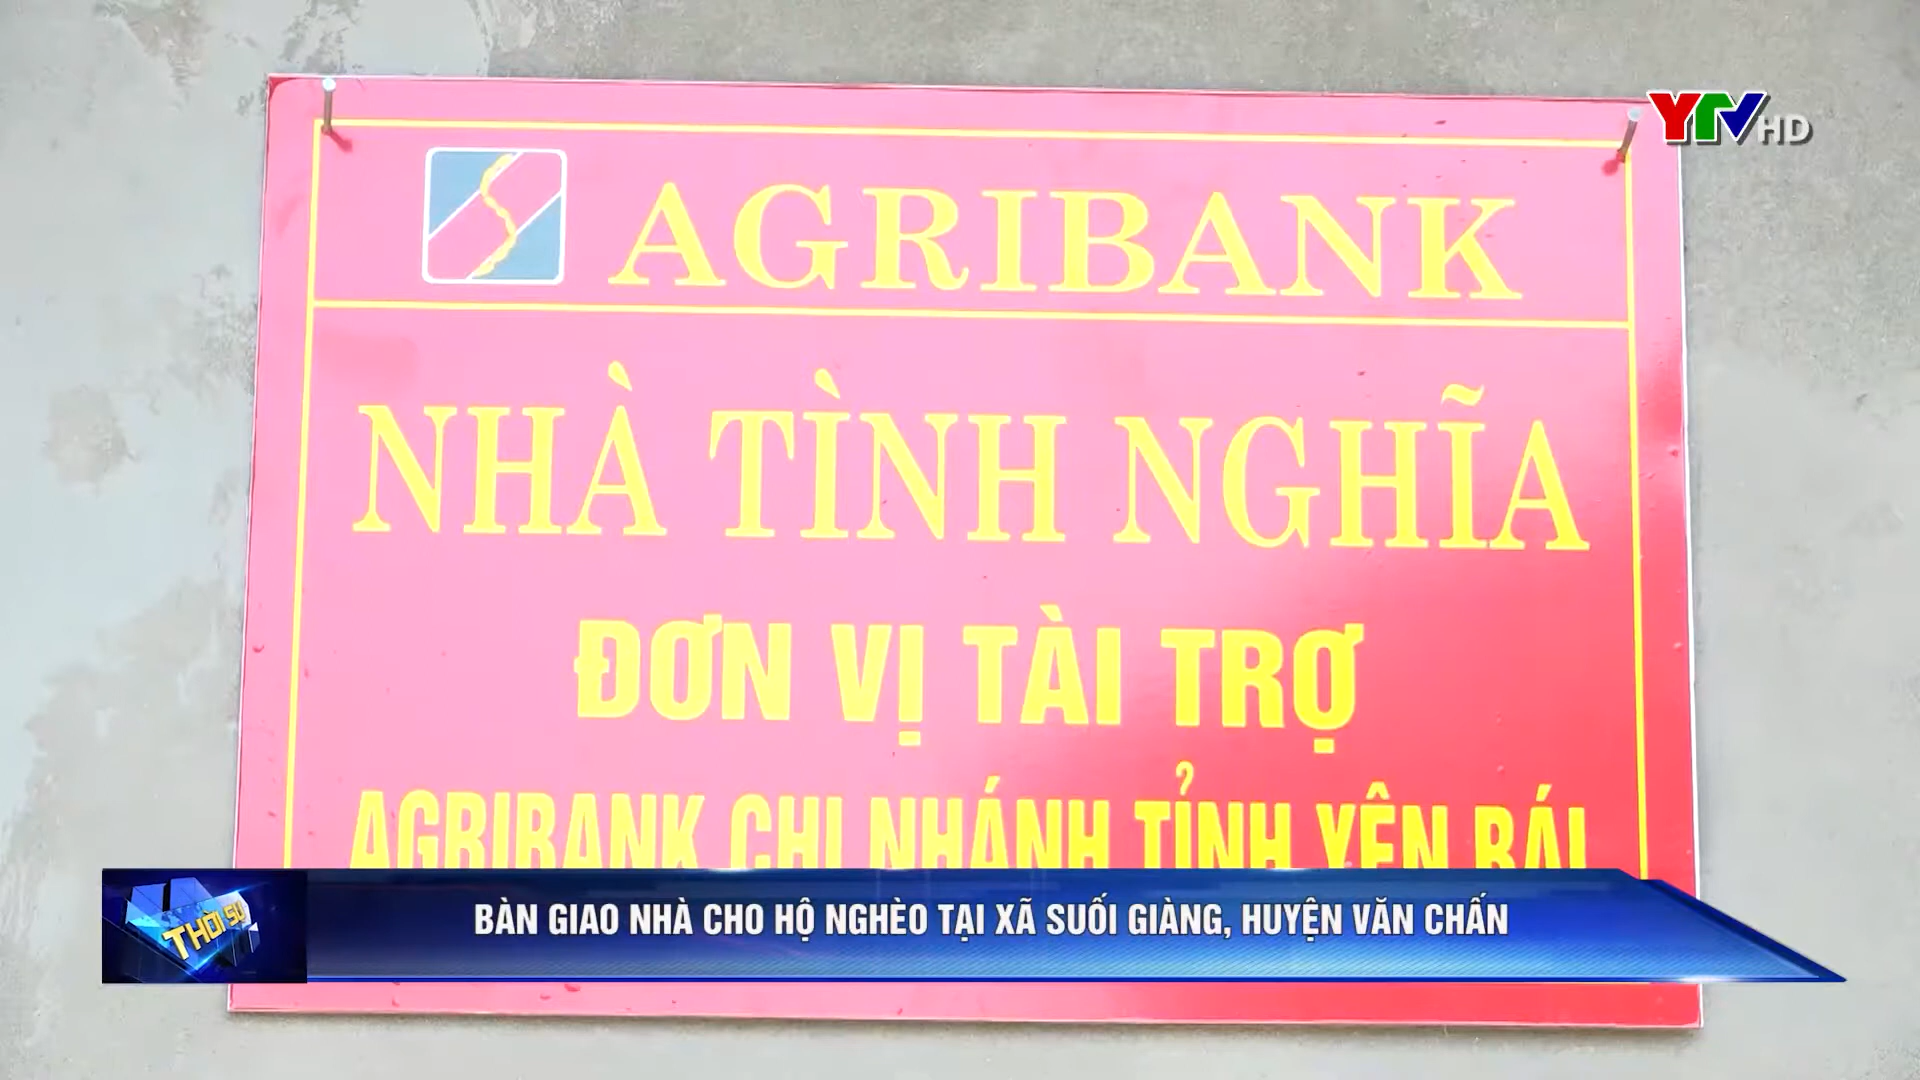 YTV HD
AGRIBANK
NHÀ TÌNH NGHĨA
ĐƠN VỊ TÀI TRỢ
AGRIBANK CHI NHÁNH TỈNH YÊN BÁI
THỜI SỰ
BÀN GIAO NHÀ CHO HỘ NGHÈO TẠI XÃ SUỐI GIÀNG, HUYỆN VĂN CHẤN